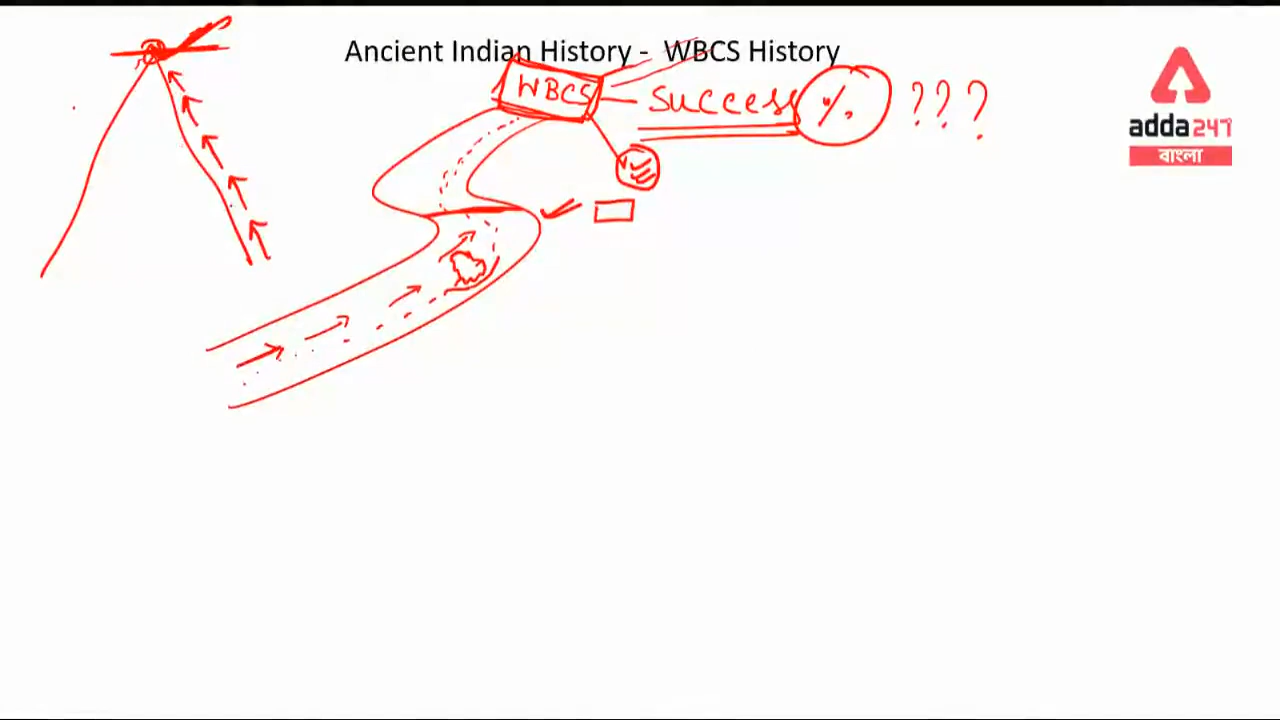 Ancient Indian History - WBCS History
WBCS
Success % ???
adda247
বাংলা